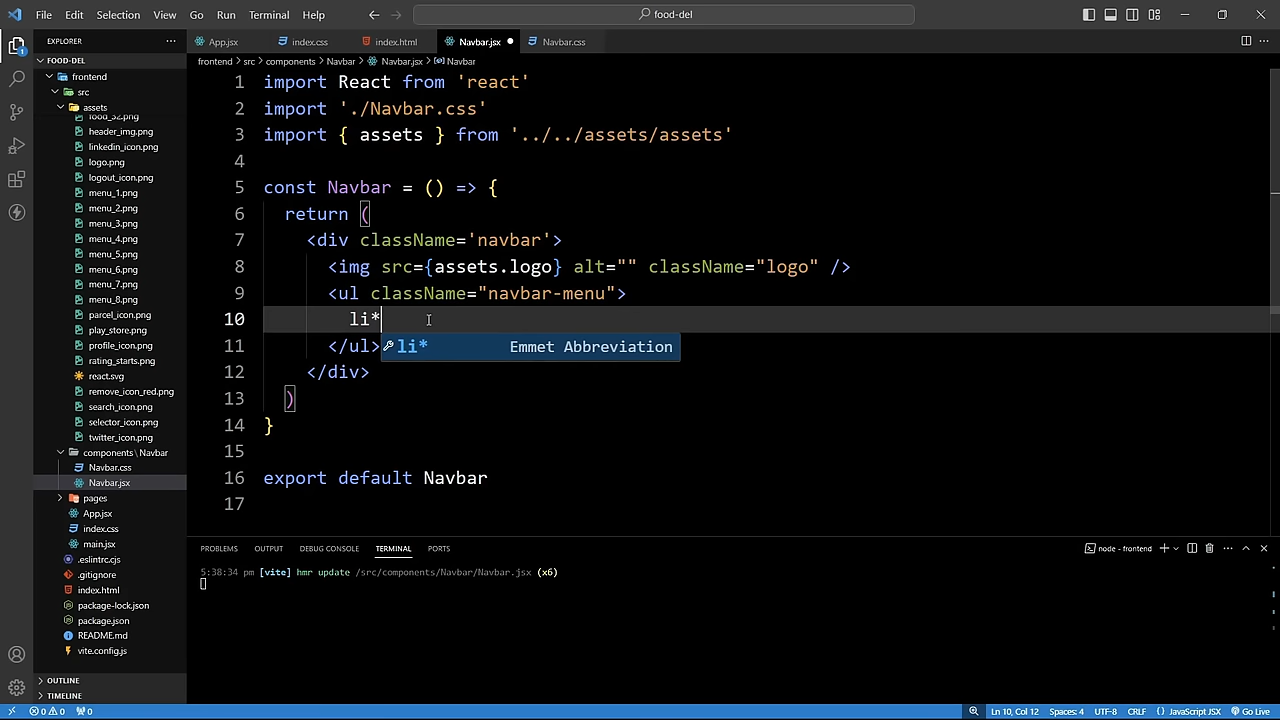 File Edit Selection View Go Run Terminal Help
food-del
EXPLORER
FOOD-DEL
frontend
src
assets
food_32.png
header_img.png
linkedin_icon.png
logo.png
logout_icon.png
menu_1.png
menu_2.png
menu_3.png
menu_4.png
menu_5.png
menu_6.png
menu_7.png
menu_8.png
parcel_icon.png
play_store.png
profile_icon.png
rating_starts.png
react.svg
remove_icon_red.png
search_icon.png
selector_icon.png
twitter_icon.png
components \ Navbar
Navbar.css
Navbar.jsx
pages
App.jsx
index.css
main.jsx
.eslintrc.cjs
.gitignore
index.html
package-lock.json
package.json
README.md
vite.config.js
OUTLINE
TIMELINE
App.jsx index.css index.html Navbar.jsx Navbar.css
frontend > src > components > Navbar > Navbar.jsx > Navbar
1 import React from 'react'
2 import './Navbar.css'
3 import { assets } from '../../assets/assets'
4
5 const Navbar = () => {
6 return (
7 <div className='navbar'>
8 <img src={assets.logo} alt="" className="logo" />
9 <ul className="navbar-menu">
10 li*
li* Emmet Abbreviation
11 </ul>
12 </div>
13 )
14 }
15
16 export default Navbar
17
PROBLEMS OUTPUT DEBUG CONSOLE TERMINAL PORTS
node - frontend
5:38:34 pm [vite] hmr update /src/components/Navbar/Navbar.jsx (x6)
0 0 0 Ln 10, Col 12 Spaces: 4 UTF-8 CRLF {} JavaScript JSX Go Live